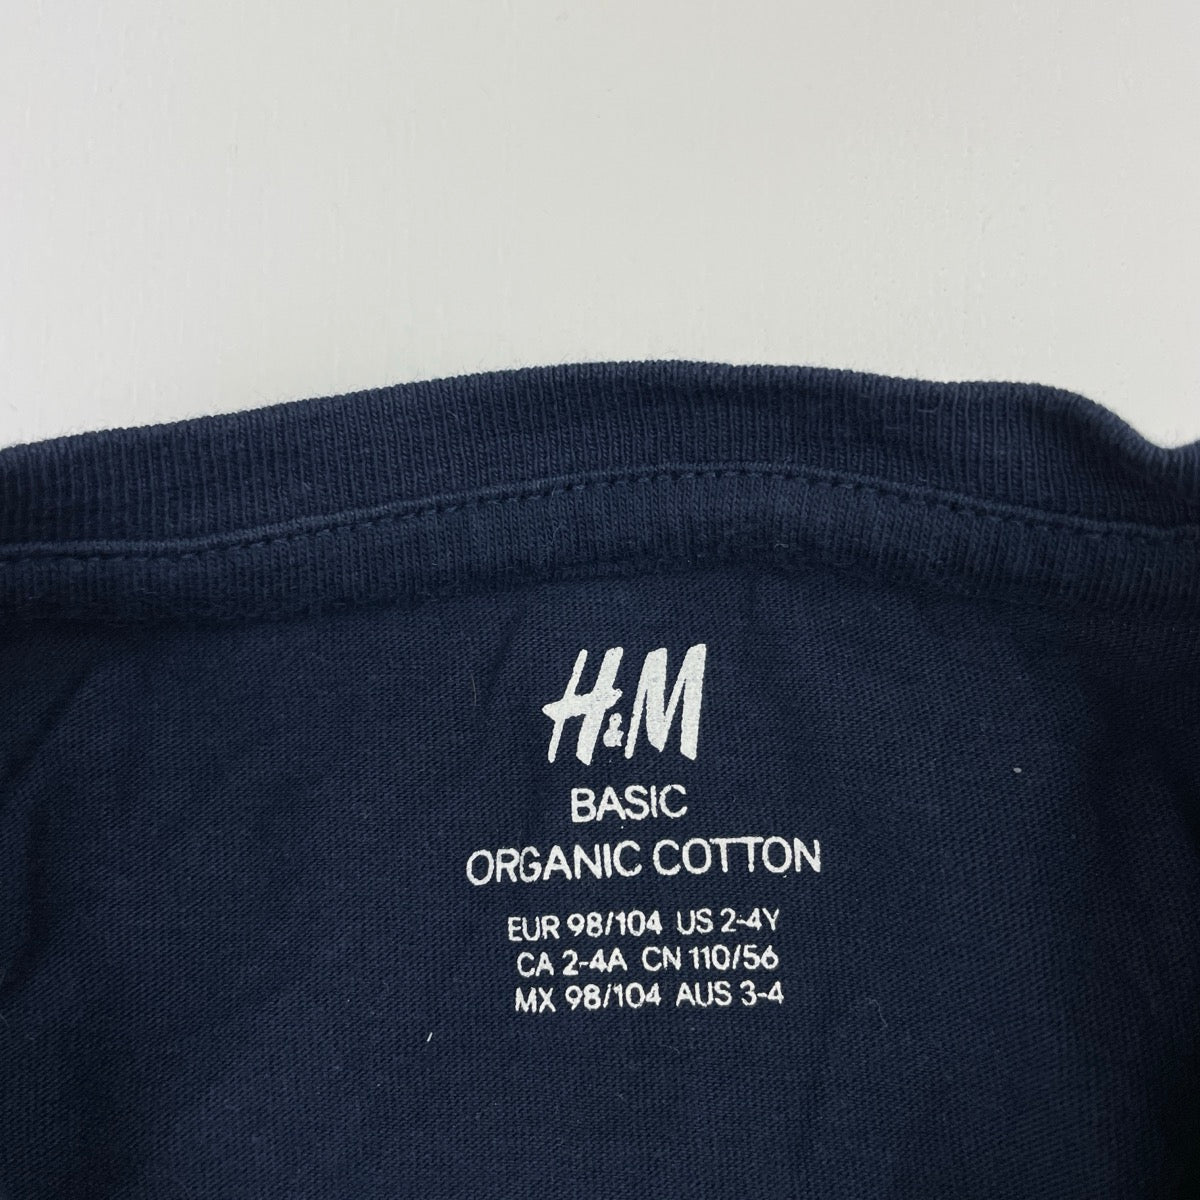 H&M
BASIC
ORGANIC COTTON
EUR 98/104 US 2-4Y
CA 2-4A CN 110/56
MX 98/104 AUS 3-4